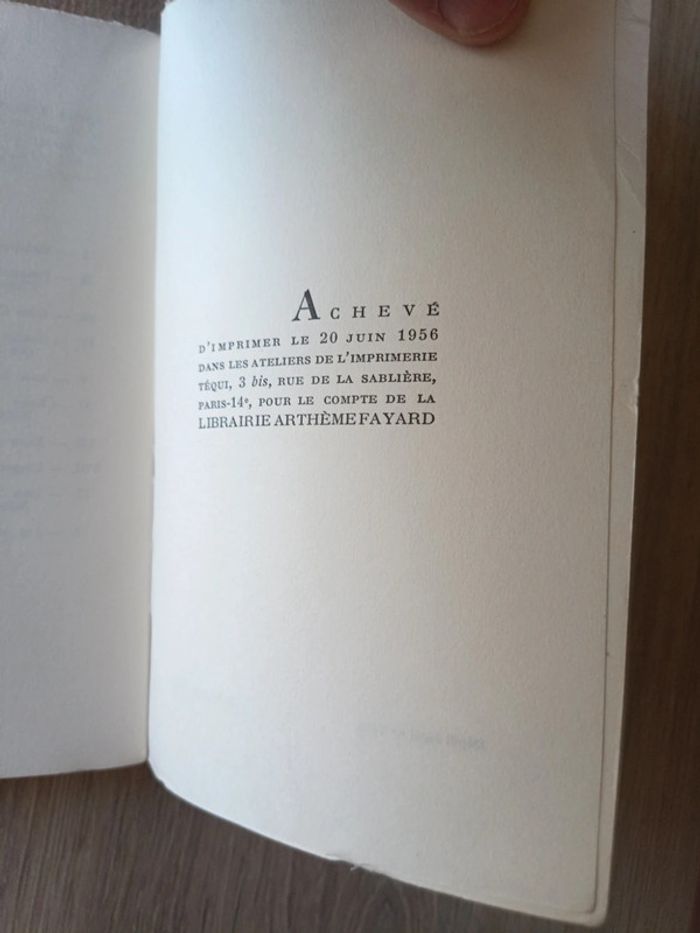 ACHEVÉ
D'IMPRIMER LE 20 JUIN 1956
DANS LES ATELIERS DE L'IMPRIMERIE
TÉQUI, 3 bis, RUE DE LA SABLIÈRE,
PARIS-14e, POUR LE COMPTE DE LA
LIBRAIRIE ARTHÈME FAYARD